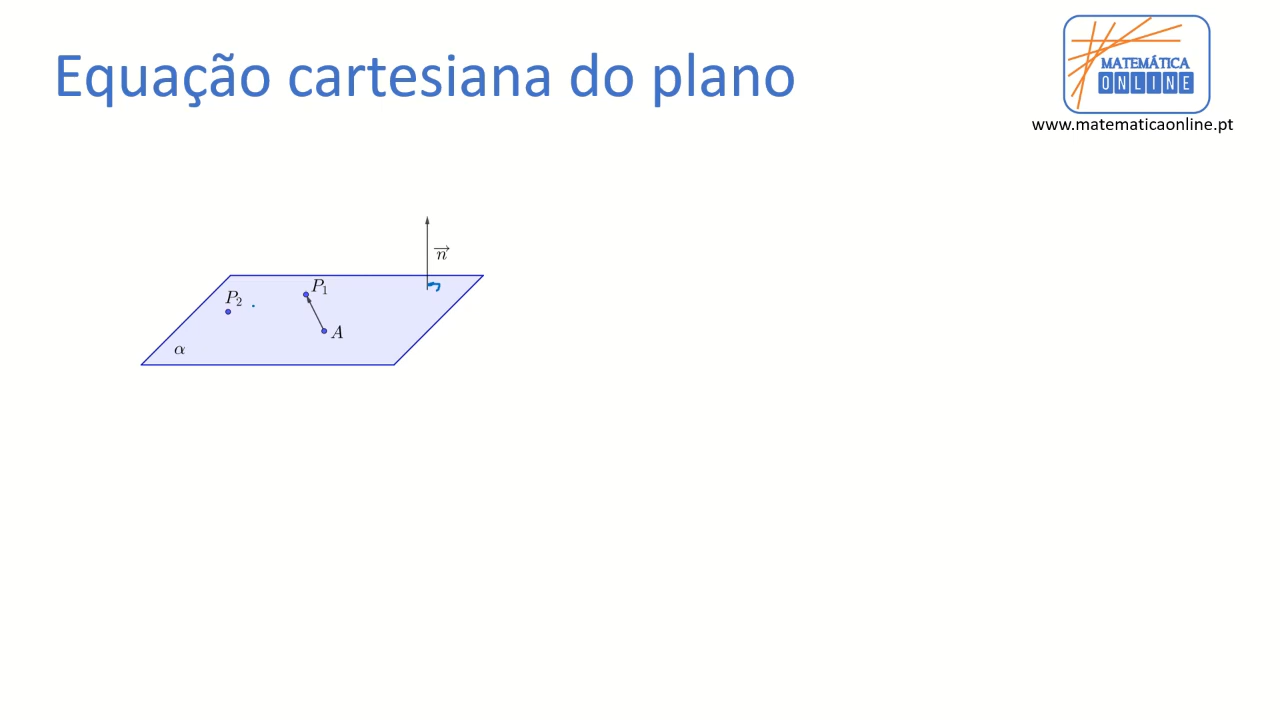 Equação cartesiana do plano
MATEMÁTICA
ONLINE
www.matematicaonline.pt
n
P1
P2
A
α